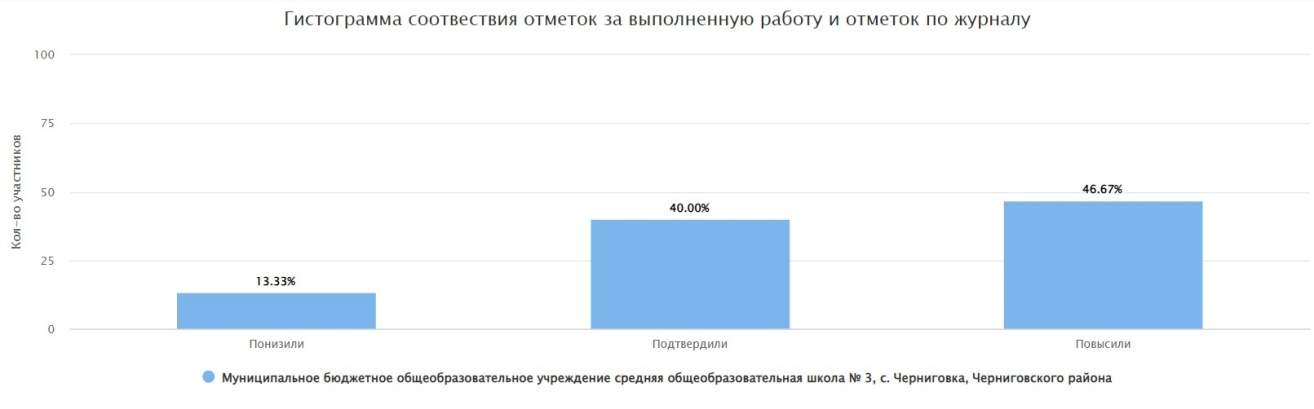 Гистограмма соотвествия отметок за выполненную работу и отметок по журналу
100
75
50
25
0
Кол-во участников
13.33%
40.00%
46.67%
Понизили
Подтвердили
Повысили
Муниципальное бюджетное общеобразовательное учреждение средняя общеобразовательная школа № 3, с. Черниговка, Черниговского района